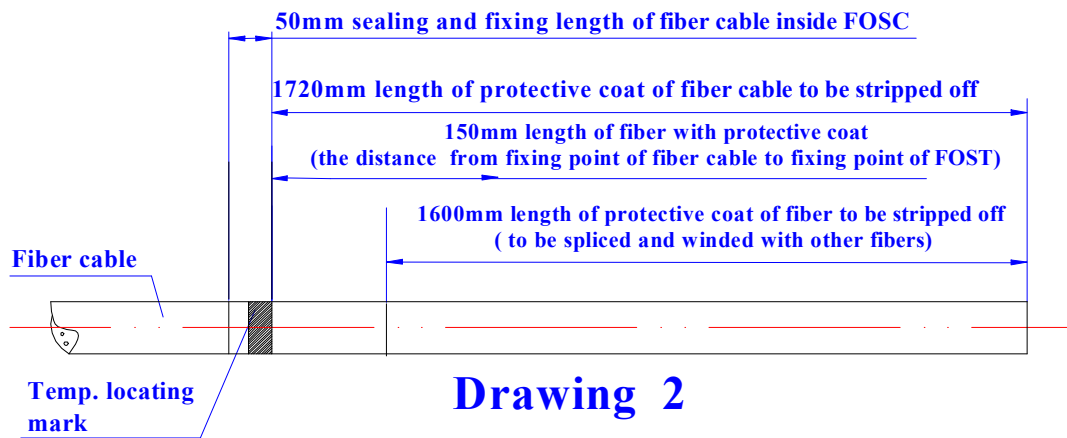 50mm sealing and fixing length of fiber cable inside FOSC
1720mm length of protective coat of fiber cable to be stripped off
150mm length of fiber with protective coat
(the distance from fixing point of fiber cable to fixing point of FOST)
1600mm length of protective coat of fiber to be stripped off
( to be spliced and winded with other fibers)
Fiber cable
Temp. locating
mark
Drawing 2